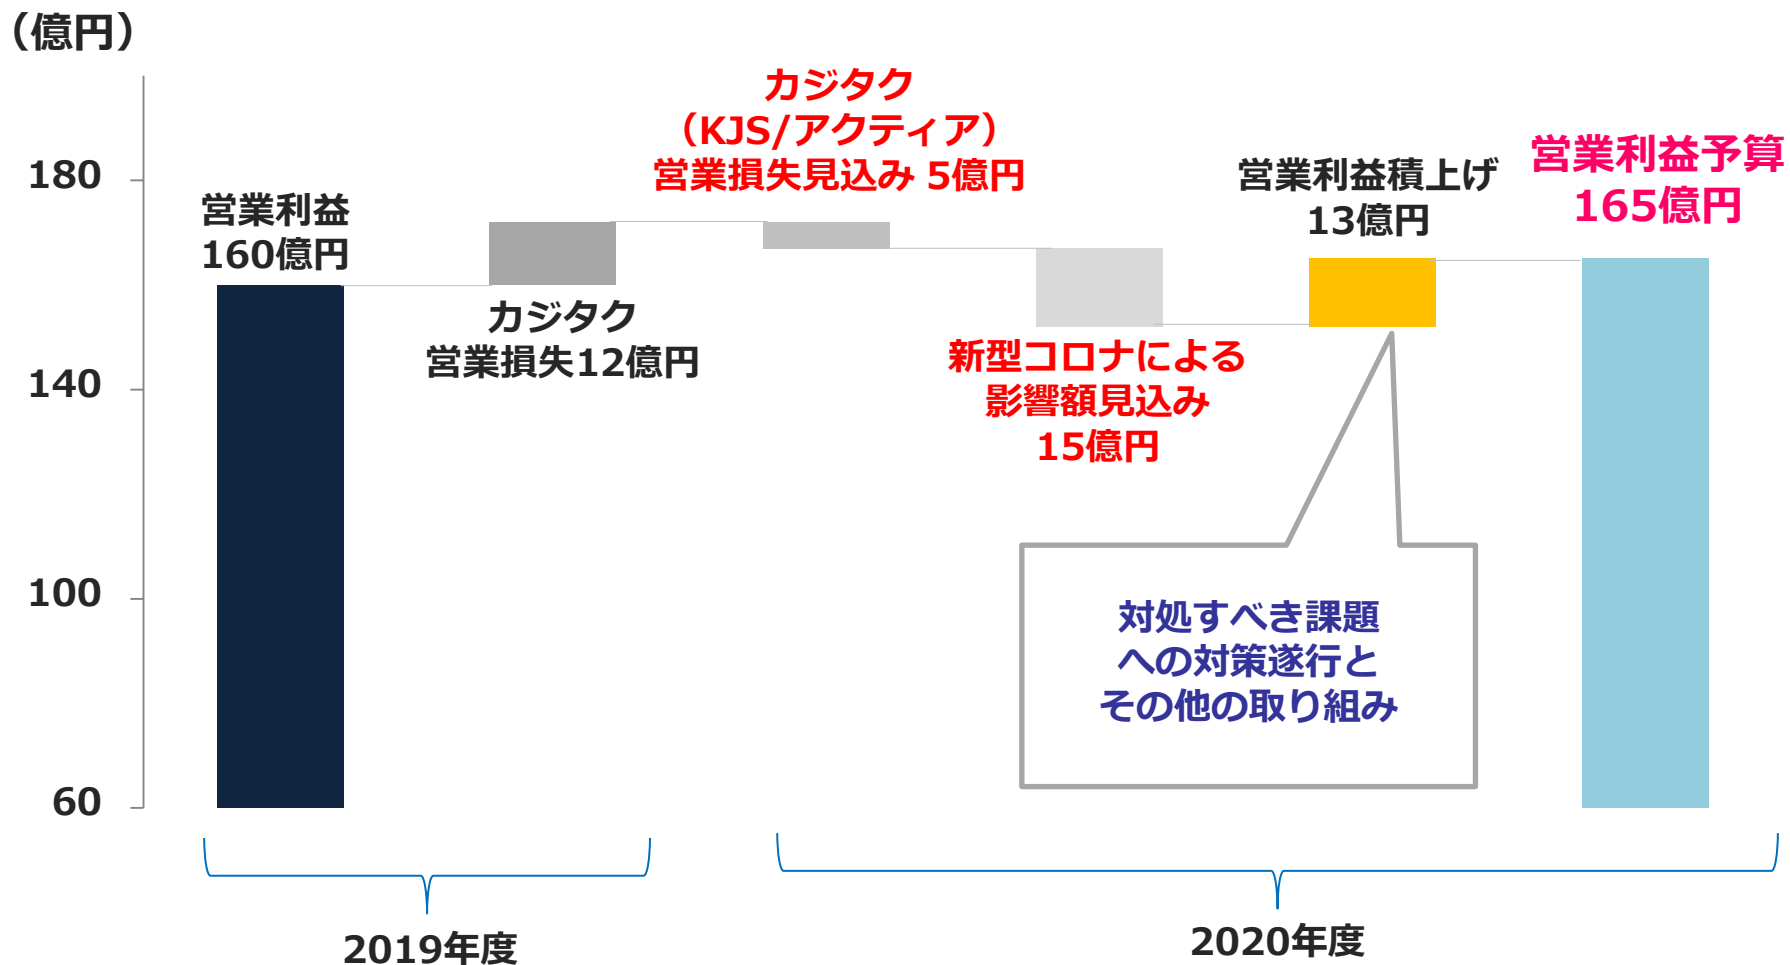 （億円）
180
140
100
60
営業利益
160億円
カジタク
営業損失12億円
カジタク
（KJS/アクティア）
営業損失見込み 5億円
新型コロナによる
影響額見込み
15億円
営業利益積上げ
13億円
営業利益予算
165億円
対処すべき課題
への対策遂行と
その他の取り組み
2019年度
2020年度